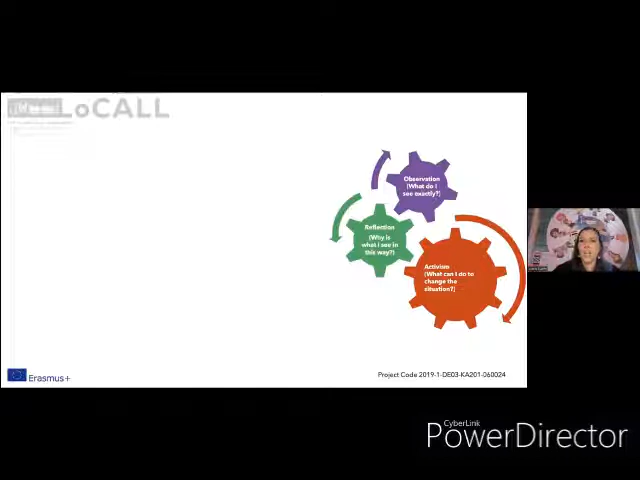 LoCALL
Observation
(What do I
see exactly?)
Reflection
(Why is
what I see in
this way?)
Activism
(What can I do to
change the
situation?)
Erasmus+
Project Code 2019-1-DE03-KA201-060024
CyberLink
PowerDirector